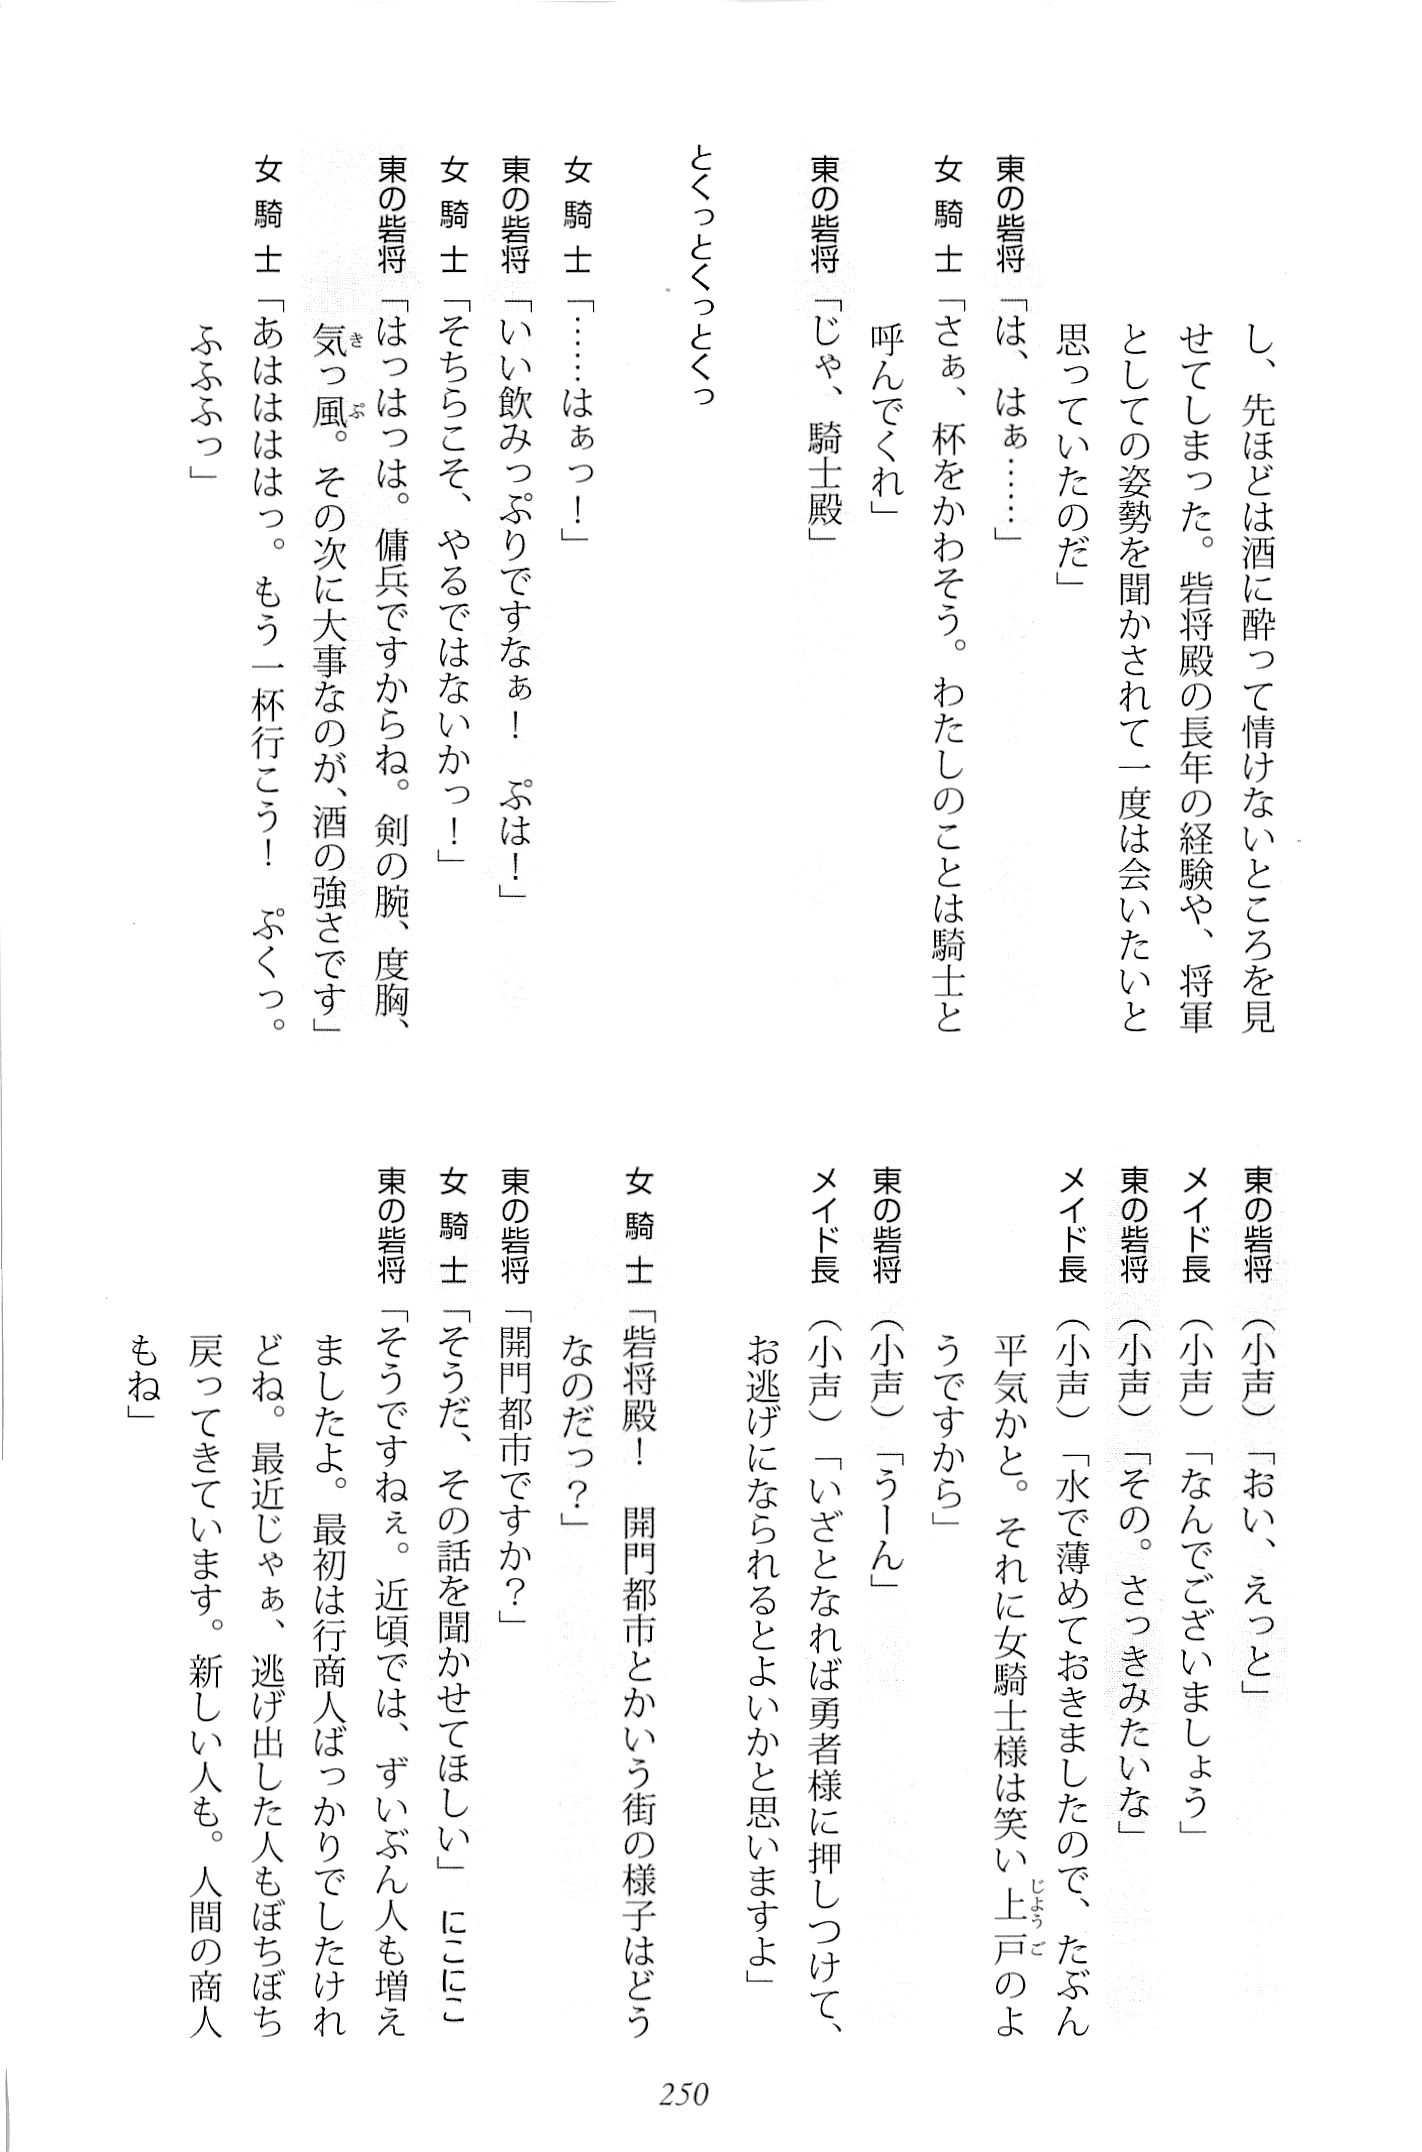 し、先ほどは酒に酔って情けないところを見
せてしまった。砦将殿の長年の経験や、将軍
としての姿勢を聞かされて一度は会いたいと
思っていたのだ」
東の砦将「は、はぁ……」
女騎士「さぁ、杯をかわそう。わたしのことは騎士と
呼んでくれ」
東の砦将「じゃ、騎士殿」
とくっとくっとくっ
女騎士「……はぁっ！」
東の砦将「いい飲みっぷりですなぁ！　ぷは！」
女騎士「そちらこそ、やるではないかっ！」
東の砦将「はっはっは。傭兵ですからね。剣の腕、度胸、
気っ風。その次に大事なのが、酒の強さです」
女騎士「あはははっ。もう一杯行こう！　ぷくっ。
ふふふっ」
東の砦将（小声）「おい、えっと」
メイド長（小声）「なんでございましょう」
東の砦将（小声）「その。さっきみたいな」
メイド長（小声）「水で薄めておきましたので、たぶん
平気かと。それに女騎士様は笑い上戸のよ
うですから」
東の砦将（小声）「うーん」
メイド長（小声）「いざとなれば勇者様に押しつけて、
お逃げになられるとよいかと思いますよ」
女騎士「砦将殿！　開門都市とかいう街の様子はどう
なのだっ？」
東の砦将「開門都市ですか？」
女騎士「そうだ、その話を聞かせてほしい」にこにこ
東の砦将「そうですねぇ。近頃では、ずいぶん人も増え
ましたよ。最初は行商人ばっかりでしたけれ
どね。最近じゃぁ、逃げ出した人もぼちぼち
戻ってきています。新しい人も。人間の商人
もね」
250